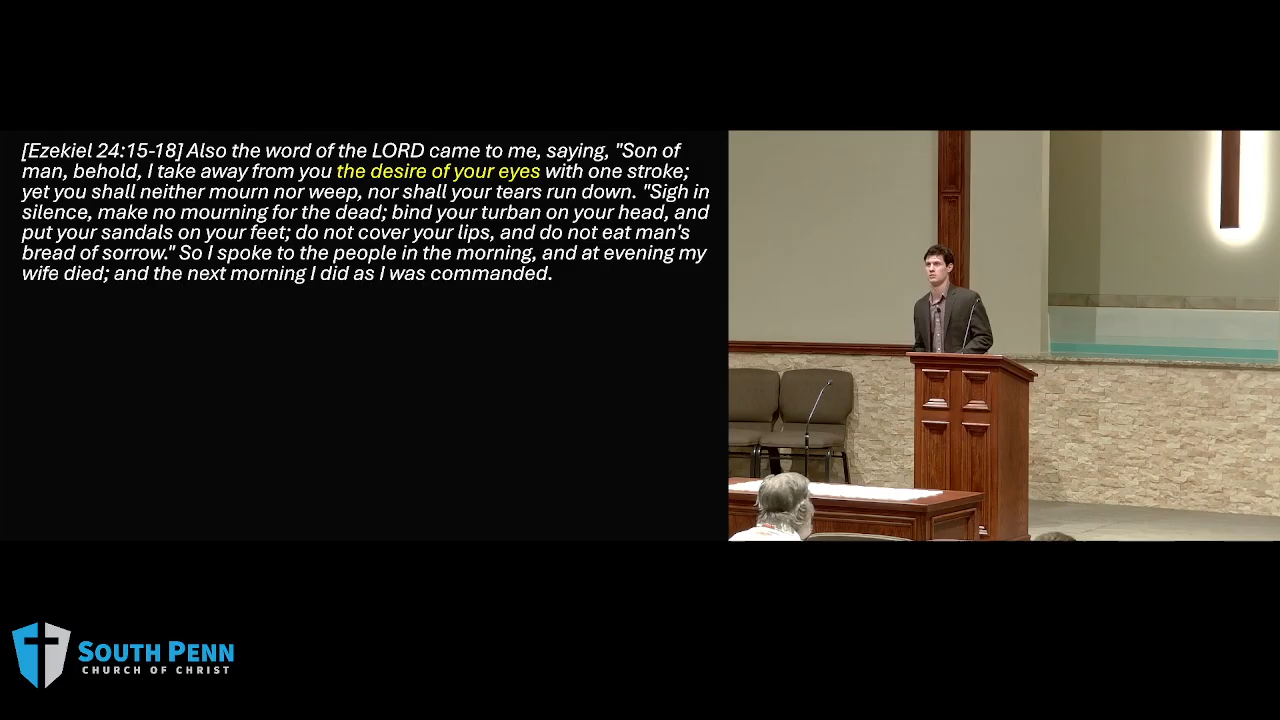 [Ezekiel 24:15-18] Also the word of the LORD came to me, saying, "Son of
man, behold, I take away from you the desire of your eyes with one stroke;
yet you shall neither mourn nor weep, nor shall your tears run down. "Sigh in
silence, make no mourning for the dead; bind your turban on your head, and
put your sandals on your feet; do not cover your lips, and do not eat man's
bread of sorrow." So I spoke to the people in the morning, and at evening my
wife died; and the next morning I did as I was commanded.
SOUTH PENN
CHURCH OF CHRIST